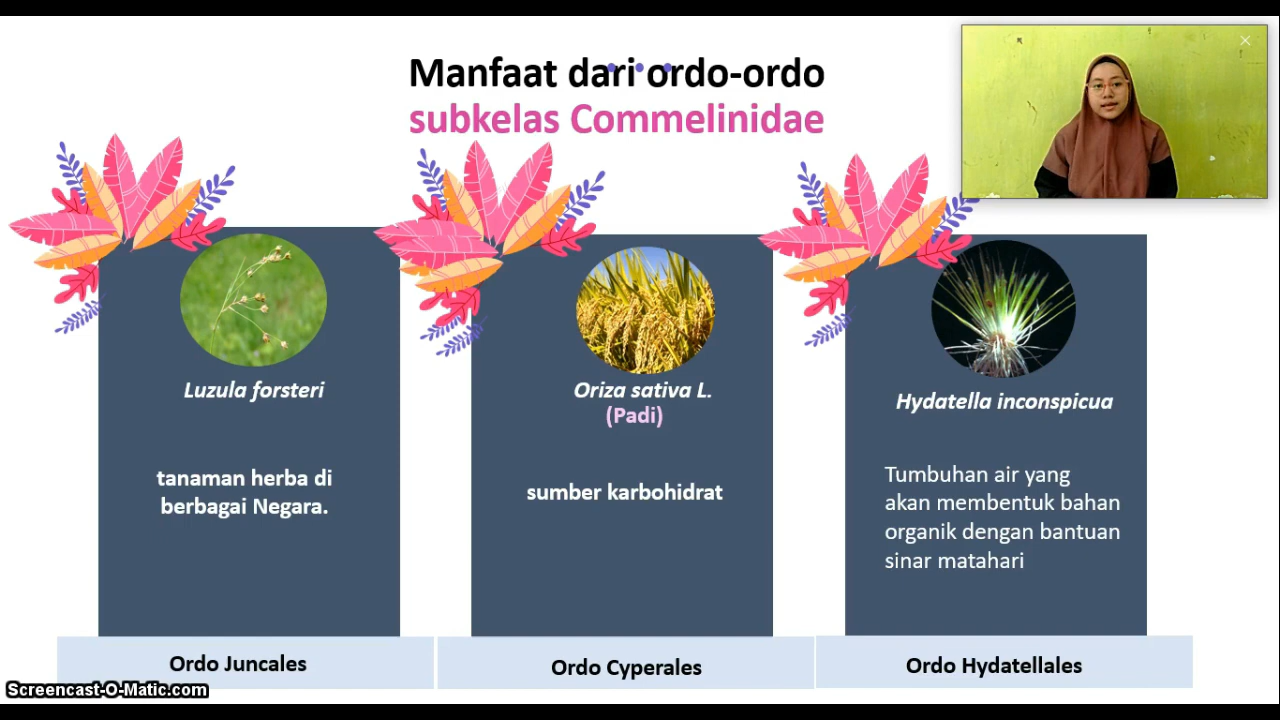 Manfaat dari ordo-ordo
subkelas Commelinidae
Luzula forsteri
tanaman herba di
berbagai Negara.
Ordo Juncales
Oriza sativa L.
(Padi)
sumber karbohidrat
Ordo Cyperales
Hydatella inconspicua
Tumbuhan air yang
akan membentuk bahan
organik dengan bantuan
sinar matahari
Ordo Hydatellales
Screencast-O-Matic.com